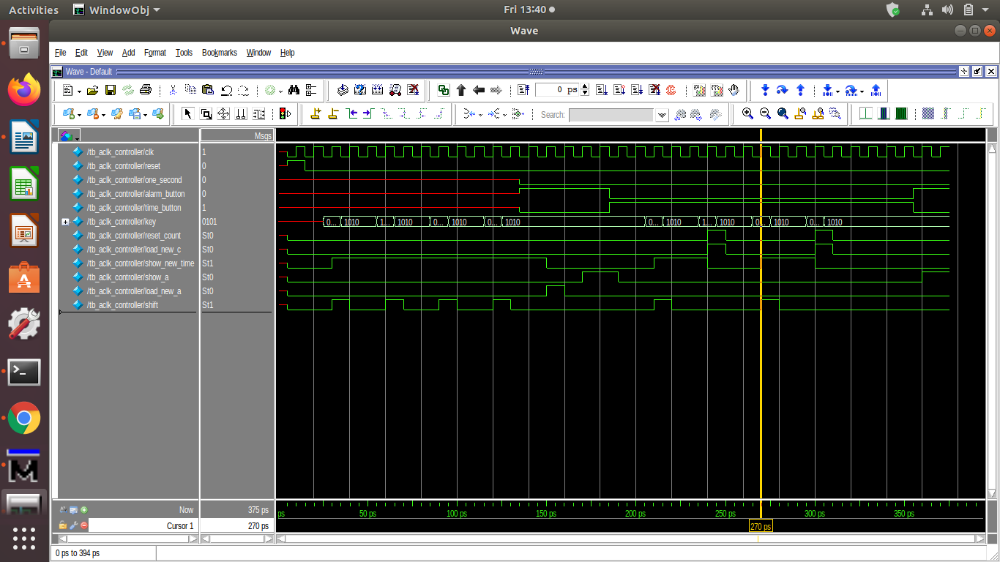 Activities WindowObj Fri 13:40
Wave
File Edit View Add Format Tools Bookmarks Window Help
Wave - Default
0 ps
Search:
Msgs
/tb_aclk_controller/clk 1
/tb_aclk_controller/reset 0
/tb_aclk_controller/one_second 0
/tb_aclk_controller/alarm_button 0
/tb_aclk_controller/time_button 1
/tb_aclk_controller/key 0101 0... 1010 1... 1010 0... 1010 0... 1010 0... 1010 1... 1010 0... 1010 0... 1010
/tb_aclk_controller/reset_count St0
/tb_aclk_controller/load_new_c St0
/tb_aclk_controller/show_new_time St1
/tb_aclk_controller/show_a St0
/tb_aclk_controller/load_new_a St0
/tb_aclk_controller/shift St1
Now 375 ps ps 50 ps 100 ps 150 ps 200 ps 250 ps 300 ps 350 ps
Cursor 1 270 ps 270 ps
0 ps to 394 ps